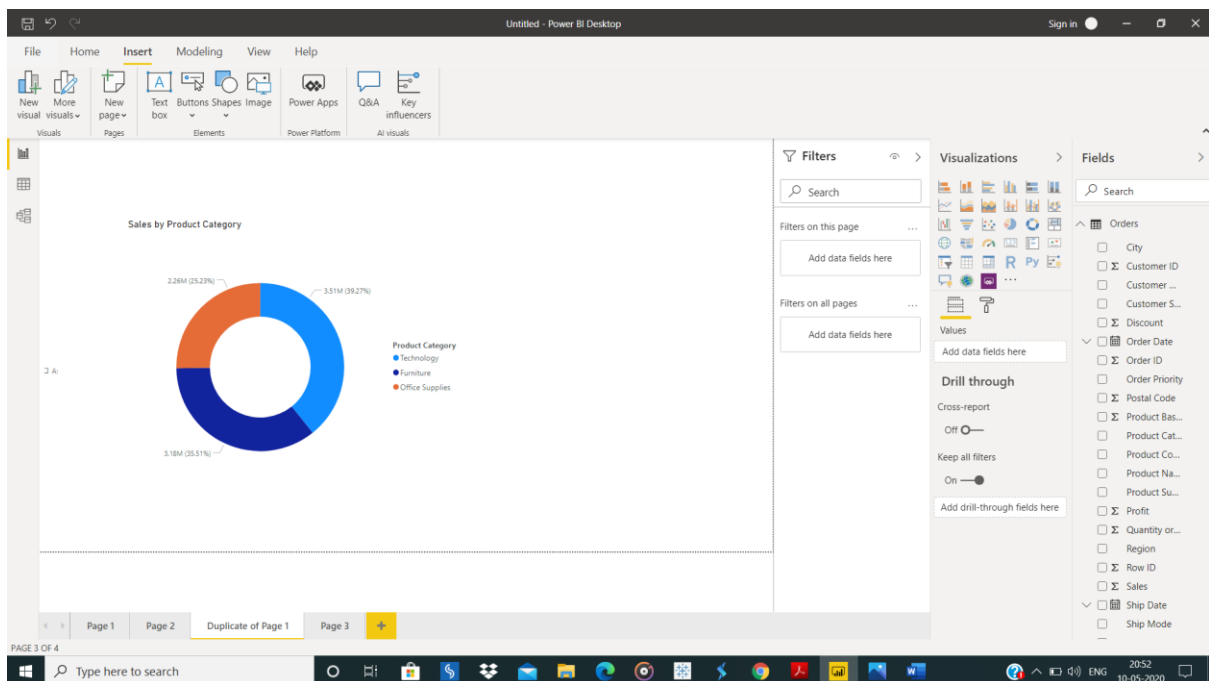 Untitled - Power BI Desktop
Sign in
File Home Insert Modeling View Help
New visual
More visuals
New page
Text box
Buttons
Shapes
Image
Power Apps
Q&A
Key influencers
Visuals
Pages
Elements
Power Platform
AI visuals
Sales by Product Category
2.26M (25.23%)
3.51M (39.27%)
3.18M (35.51%)
Product Category
Technology
Furniture
Office Supplies
Filters
Search
Filters on this page
...
Add data fields here
Filters on all pages
...
Add data fields here
Visualizations
R
Py
...
Values
Add data fields here
Drill through
Cross-report
Off
Keep all filters
On
Add drill-through fields here
Fields
Search
Orders
City
Σ Customer ID
Customer ...
Customer S...
Σ Discount
Order Date
Σ Order ID
Order Priority
Σ Postal Code
Σ Product Bas...
Product Cat...
Product Co...
Product Na...
Product Su...
Σ Profit
Σ Quantity or...
Region
Σ Row ID
Σ Sales
Ship Date
Ship Mode
Page 1
Page 2
Duplicate of Page 1
Page 3
+
PAGE 3 OF 4
Type here to search
ENG
20:52
10-05-2020